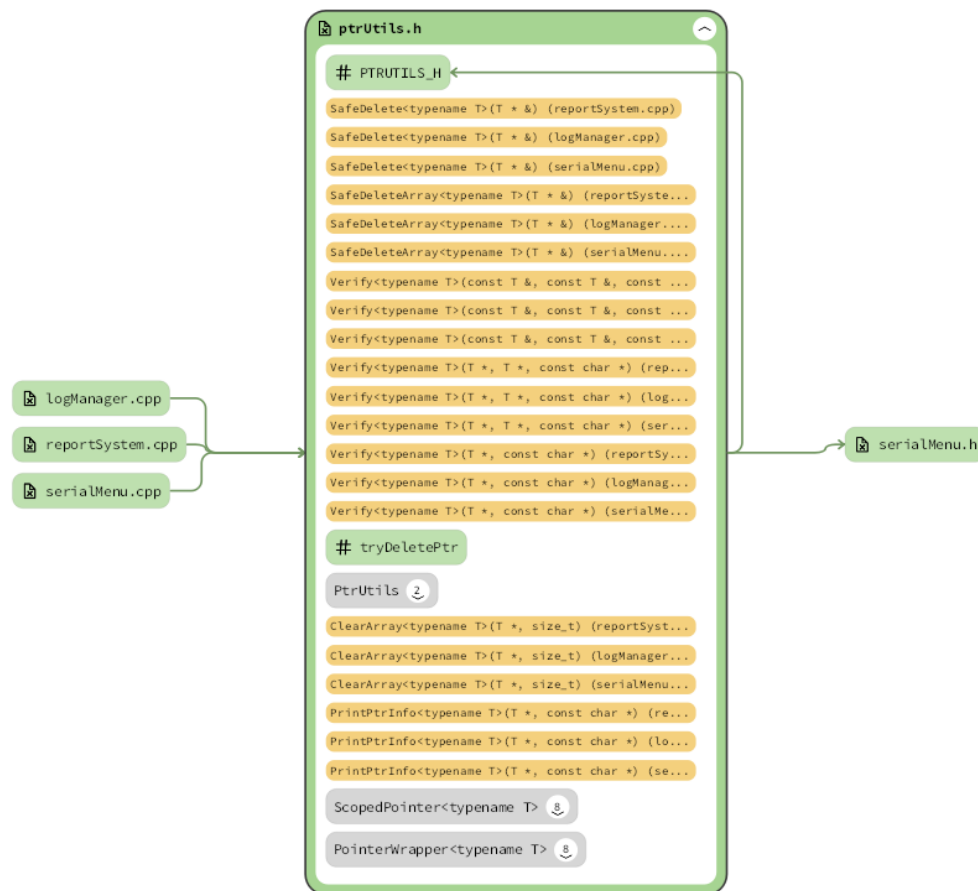 ptrUtils.h
# PTRUTILS_H
SafeDelete<typename T>(T * &) (reportSystem.cpp)
SafeDelete<typename T>(T * &) (logManager.cpp)
SafeDelete<typename T>(T * &) (serialMenu.cpp)
SafeDeleteArray<typename T>(T * &) (reportSyste...
SafeDeleteArray<typename T>(T * &) (logManager....
SafeDeleteArray<typename T>(T * &) (serialMenu....
Verify<typename T>(const T &, const T &, const ...
Verify<typename T>(const T &, const T &, const ...
Verify<typename T>(const T &, const T &, const ...
Verify<typename T>(T *, T *, const char *) (rep...
Verify<typename T>(T *, T *, const char *) (log...
Verify<typename T>(T *, T *, const char *) (ser...
Verify<typename T>(T *, const char *) (reportSy...
Verify<typename T>(T *, const char *) (logManag...
Verify<typename T>(T *, const char *) (serialMe...
# tryDeletePtr
PtrUtils 2
ClearArray<typename T>(T *, size_t) (reportSyst...
ClearArray<typename T>(T *, size_t) (logManager...
ClearArray<typename T>(T *, size_t) (serialMenu...
PrintPtrInfo<typename T>(T *, const char *) (re...
PrintPtrInfo<typename T>(T *, const char *) (lo...
PrintPtrInfo<typename T>(T *, const char *) (se...
ScopedPointer<typename T> 8
PointerWrapper<typename T> 8
logManager.cpp
reportSystem.cpp
serialMenu.cpp
serialMenu.h